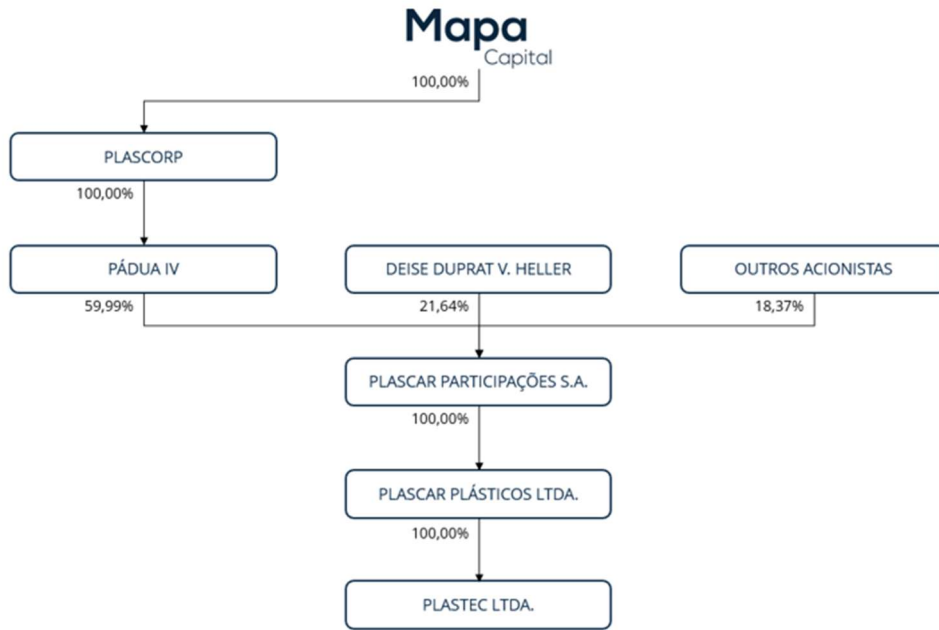 Mapa
Capital
100,00%
PLASCORP
100,00%
PÁDUA IV
DEISE DUPRAT V. HELLER
OUTROS ACIONISTAS
59,99%
21,64%
18,37%
PLASCAR PARTICIPAÇÕES S.A.
100,00%
PLASCAR PLÁSTICOS LTDA.
100,00%
PLASTEC LTDA.